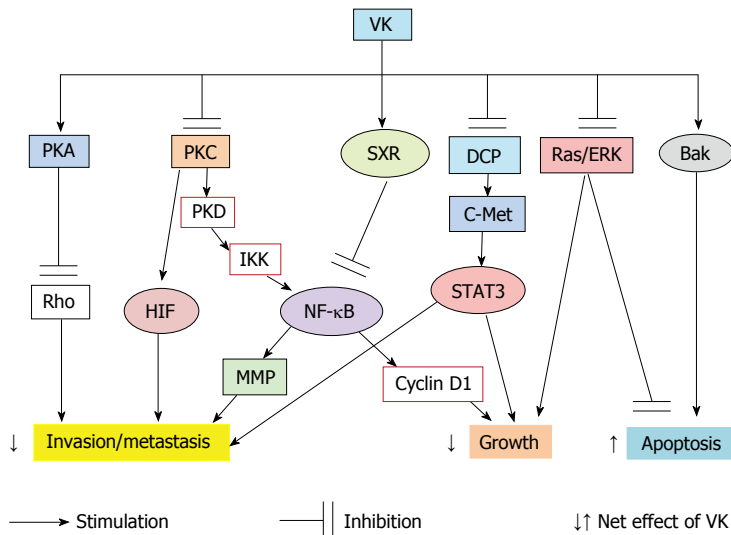 VK
PKA
PKC
SXR
DCP
Ras/ERK
Bak
PKD
C-Met
IKK
Rho
HIF
NF-κB
STAT3
MMP
Cyclin D1
↓ Invasion/metastasis
↓ Growth
↑ Apoptosis
Stimulation
Inhibition
↓↑ Net effect of VK